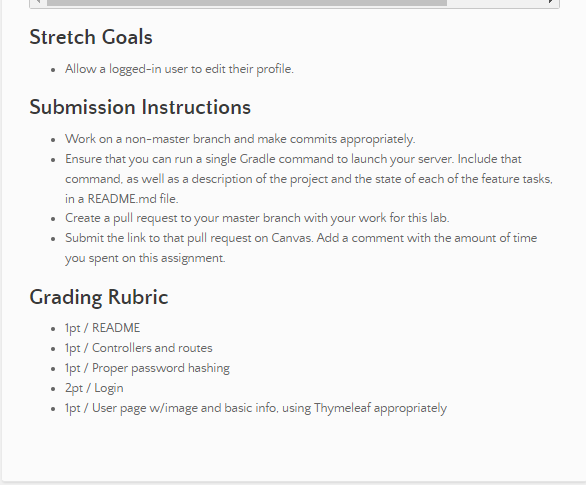 Stretch Goals
• Allow a logged-in user to edit their profile.
Submission Instructions
• Work on a non-master branch and make commits appropriately.
• Ensure that you can run a single Gradle command to launch your server. Include that
command, as well as a description of the project and the state of each of the feature tasks,
in a README.md file.
• Create a pull request to your master branch with your work for this lab.
• Submit the link to that pull request on Canvas. Add a comment with the amount of time
you spent on this assignment.
Grading Rubric
• 1pt / README
• 1pt / Controllers and routes
• 1pt / Proper password hashing
• 2pt / Login
• 1pt / User page w/image and basic info, using Thymeleaf appropriately